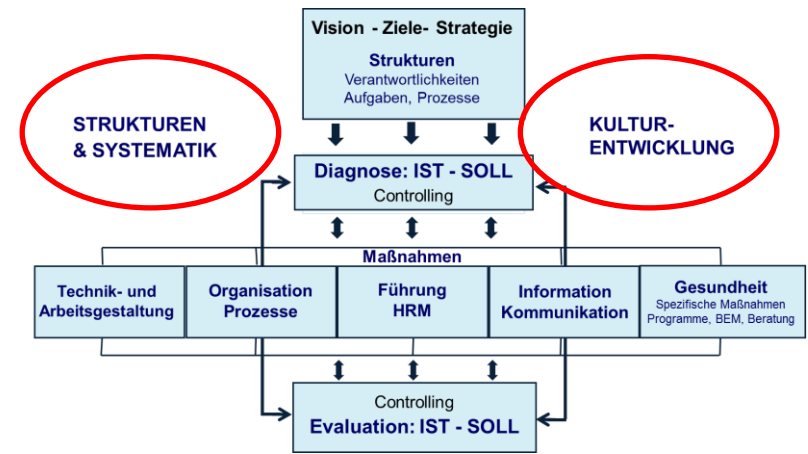 Vision - Ziele- Strategie
Strukturen
Verantwortlichkeiten
Aufgaben, Prozesse
STRUKTUREN
& SYSTEMATIK
KULTUR-
ENTWICKLUNG
Diagnose: IST - SOLL
Controlling
Maßnahmen
Technik- und
Arbeitsgestaltung
Organisation
Prozesse
Führung
HRM
Information
Kommunikation
Gesundheit
Spezifische Maßnahmen
Programme, BEM, Beratung
Controlling
Evaluation: IST - SOLL